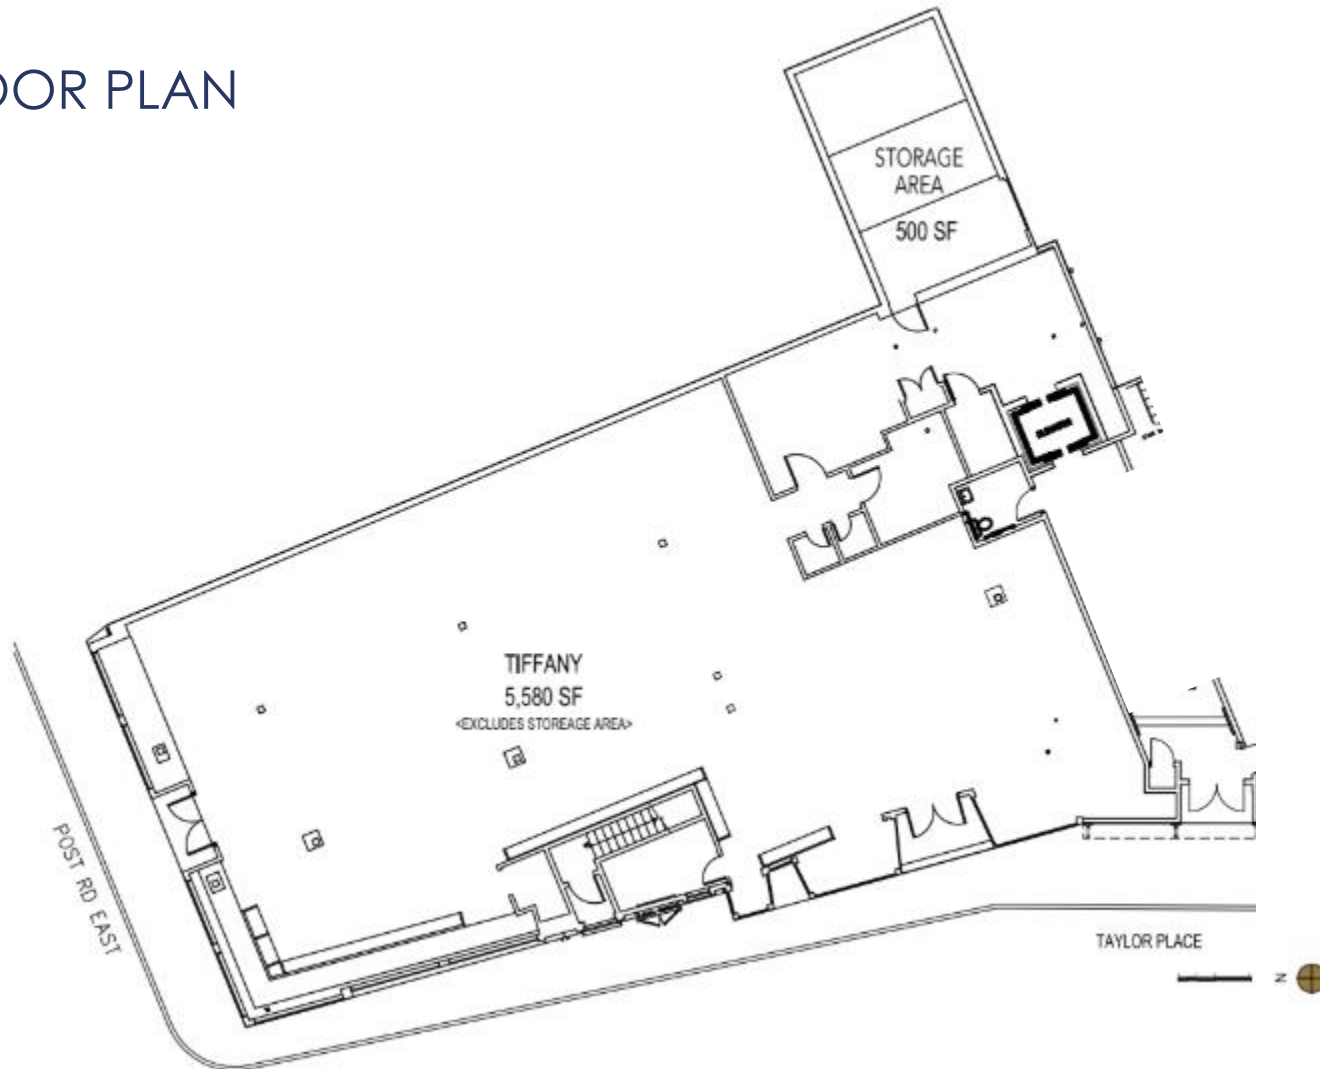 OOR PLAN
STORAGE
AREA
500 SF
TIFFANY
5,580 SF
<EXCLUDES STOREAGE AREA>
POST RD EAST
TAYLOR PLACE
N